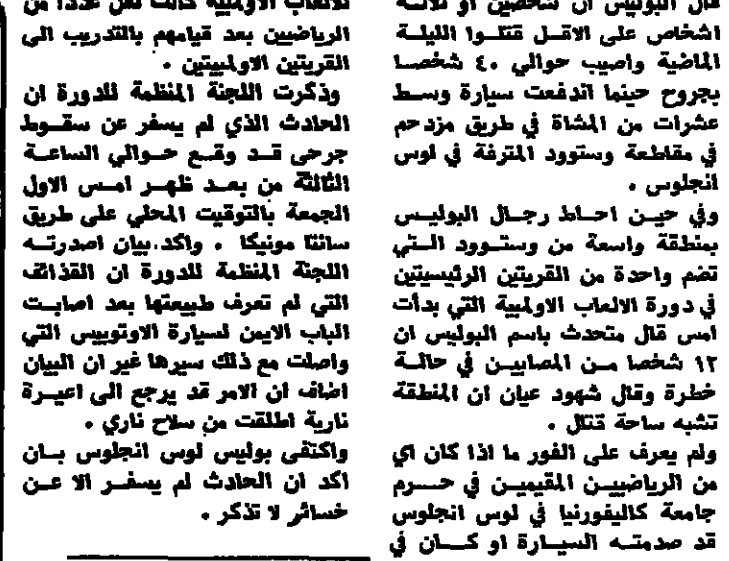 قال البوليس ان شخصين او ثلاثة
اشخاص على الاقل قتلوا الليلة
الماضية واصيب حوالي ٤٠ شخصا
بجروح حينما اندفعت سيارة وسط
عشرات من المشاة في طريق مزدحم
في مقاطعة وستوود المترفة في لوس
انجلوس ٠
وفي حين احاط رجال البوليس
بمنطقة واسعة من وستوود التي
تضم واحدة من القريتين الرئيسيتين
في دورة الالعاب الاولمبية التي بدأت
امس قال متحدث باسم البوليس ان
١٢ شخصا من المصابين في حالة
خطرة وقال شهود عيان ان المنطقة
تشبه ساحة قتال ٠
ولم يعرف على الفور ما اذا كان اي
من الرياضيين المقيمين في حرم
جامعة كاليفورنيا في لوس انجلوس
قد صدمته السيارة او كان في
للالعاب الاولمبية كانت تقل عددا من
الرياضيين بعد قيامهم بالتدريب الى
القريتين الاولمبيتين ٠
وذكرت اللجنة المنظمة للدورة ان
الحادث الذي لم يسفر عن سقوط
جرحى قد وقع حوالي الساعة
الثالثة من بعد ظهر امس الاول
الجمعة بالتوقيت المحلي على طريق
سانتا مونيكا ٠ واكد بيان اصدرته
اللجنة المنظمة للدورة ان القذائف
التي لم تعرف طبيعتها بعد اصابت
الباب الايمن لسيارة الاوتوبيس التي
واصلت مع ذلك سيرها غير ان البيان
اضاف ان الامر قد يرجع الى اعيرة
نارية اطلقت من سلاح ناري ٠
واكتفى بوليس لوس انجلوس بان
اكد ان الحادث لم يسفر الا عن
خسائر لا تذكر ٠